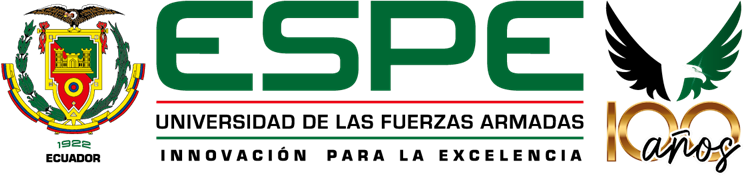 1922
ECUADOR
ESPE
UNIVERSIDAD DE LAS FUERZAS ARMADAS
INNOVACIÓN PARA LA EXCELENCIA
100
años